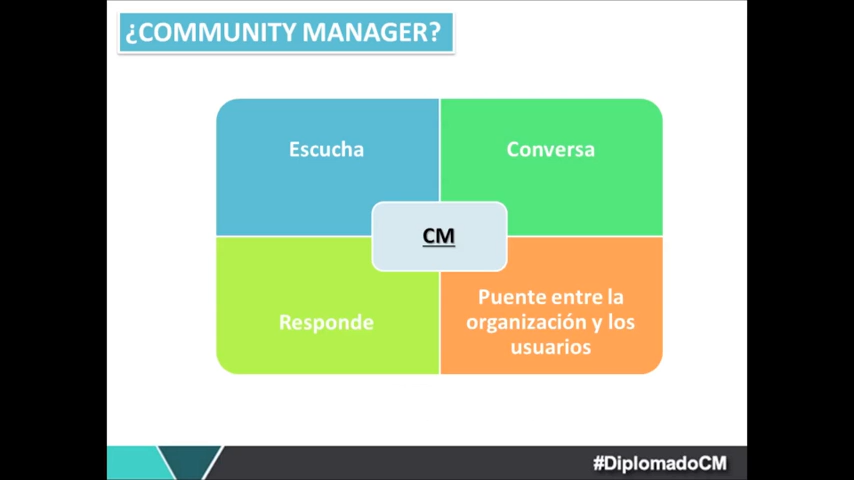 ¿COMMUNITY MANAGER?
Escucha
Conversa
CM
Responde
Puente entre la
organización y los
usuarios
#DiplomadoCM